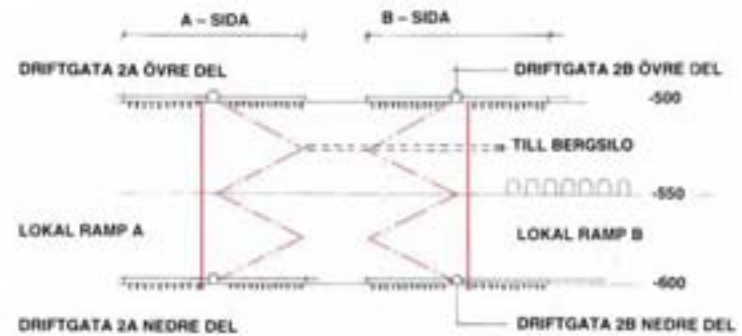 A – SIDA
B – SIDA
DRIFTGATA 2A ÖVRE DEL
DRIFTGATA 2B ÖVRE DEL
-500
TILL BERGSILO
-550
LOKAL RAMP A
LOKAL RAMP B
-600
DRIFTGATA 2A NEDRE DEL
DRIFTGATA 2B NEDRE DEL